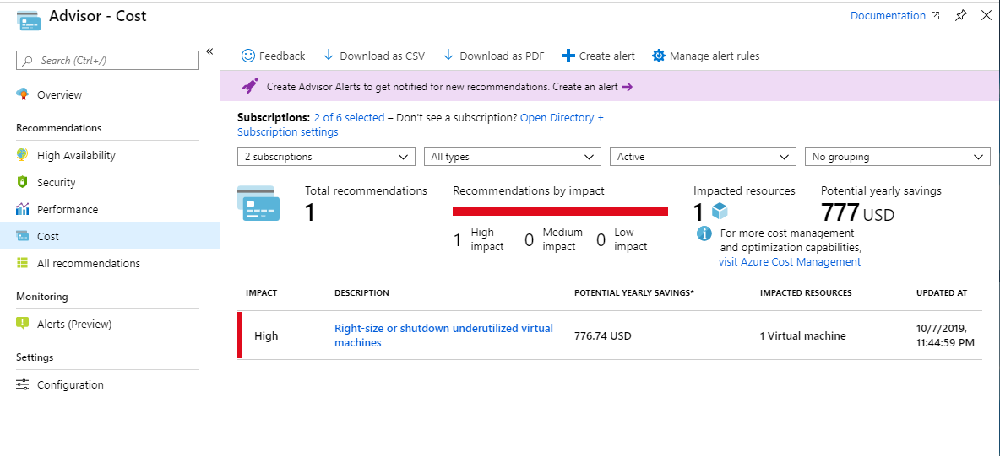 Advisor - Cost
Documentation
Search (Ctrl+/)
Overview
Recommendations
High Availability
Security
Performance
Cost
All recommendations
Monitoring
Alerts (Preview)
Settings
Configuration
Feedback
Download as CSV
Download as PDF
Create alert
Manage alert rules
Create Advisor Alerts to get notified for new recommendations. Create an alert →
Subscriptions: 2 of 6 selected – Don't see a subscription? Open Directory +
Subscription settings
2 subscriptions
All types
Active
No grouping
Total recommendations
1
Recommendations by impact
1 High
impact
0 Medium
impact
0 Low
impact
Impacted resources
1
Potential yearly savings
777 USD
For more cost management
and optimization capabilities,
visit Azure Cost Management
IMPACT DESCRIPTION POTENTIAL YEARLY SAVINGS* IMPACTED RESOURCES UPDATED AT
High
Right-size or shutdown underutilized virtual
machines
776.74 USD
1 Virtual machine
10/7/2019,
11:44:59 PM